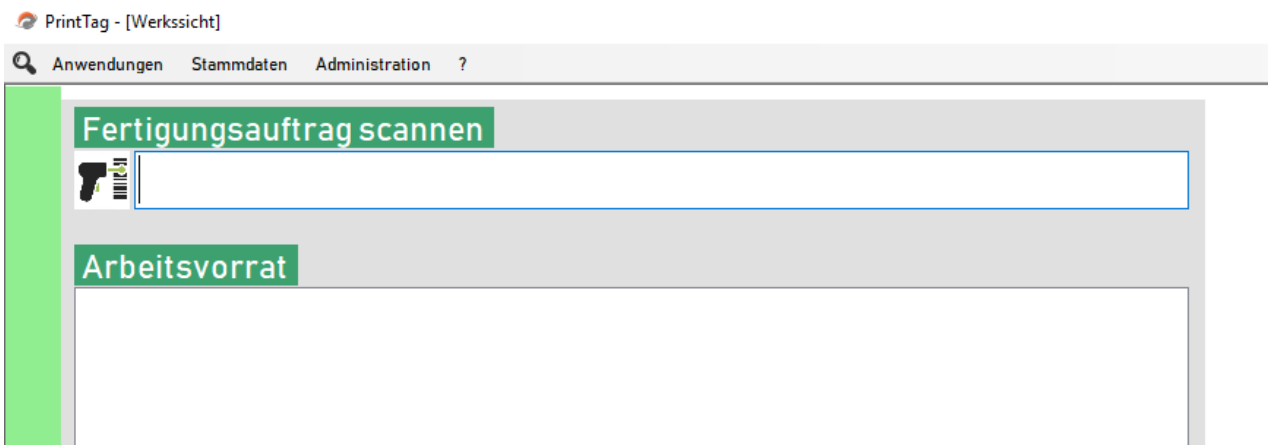 PrintTag - [Werkssicht]
Anwendungen Stammdaten Administration ?
Fertigungsauftrag scannen
Arbeitsvorrat